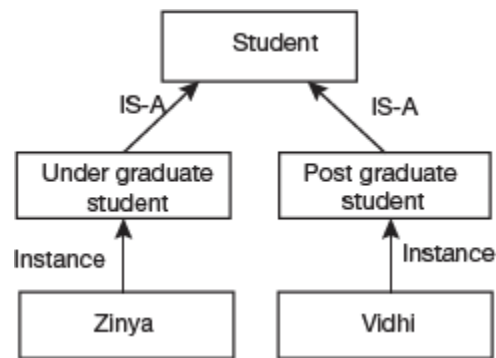 Student
IS-A
IS-A
Under graduate
student
Post graduate
student
Instance
Instance
Zinya
Vidhi